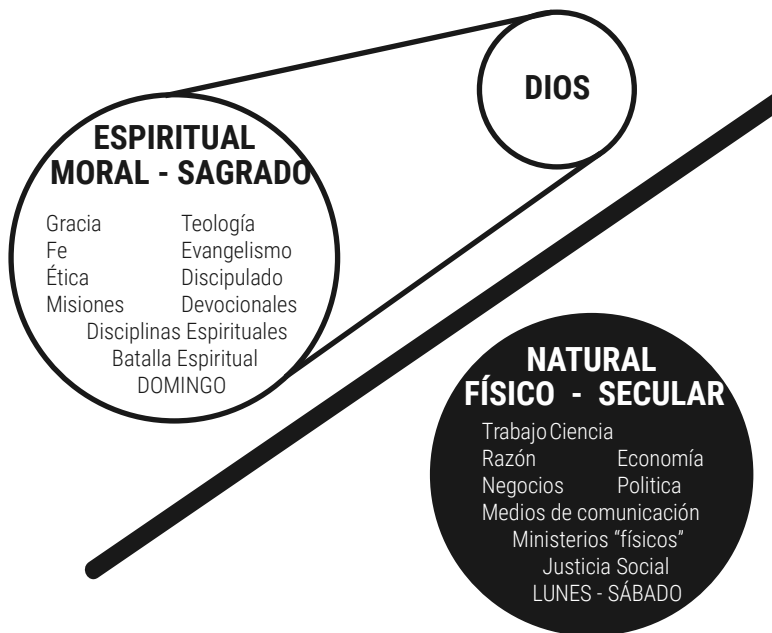 DIOS
ESPIRITUAL
MORAL - SAGRADO
Gracia Teología
Fe Evangelismo
Ética Discipulado
Misiones Devocionales
Disciplinas Espirituales
Batalla Espiritual
DOMINGO
NATURAL
FÍSICO - SECULAR
Trabajo Ciencia
Razón Economía
Negocios Politica
Medios de comunicación
Ministerios "físicos"
Justicia Social
LUNES - SÁBADO